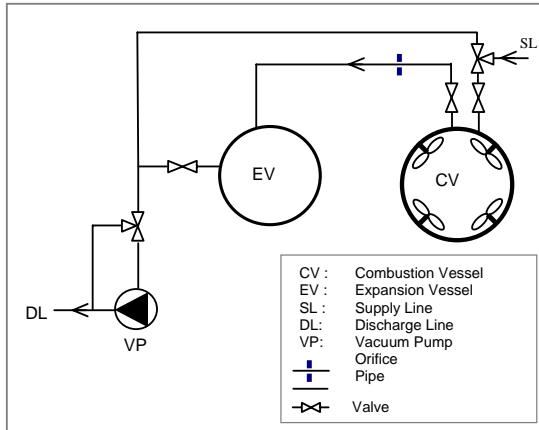 SL
EV
CV
DL
VP
CV : Combustion Vessel
EV : Expansion Vessel
SL : Supply Line
DL: Discharge Line
VP: Vacuum Pump
Orifice
Pipe
Valve